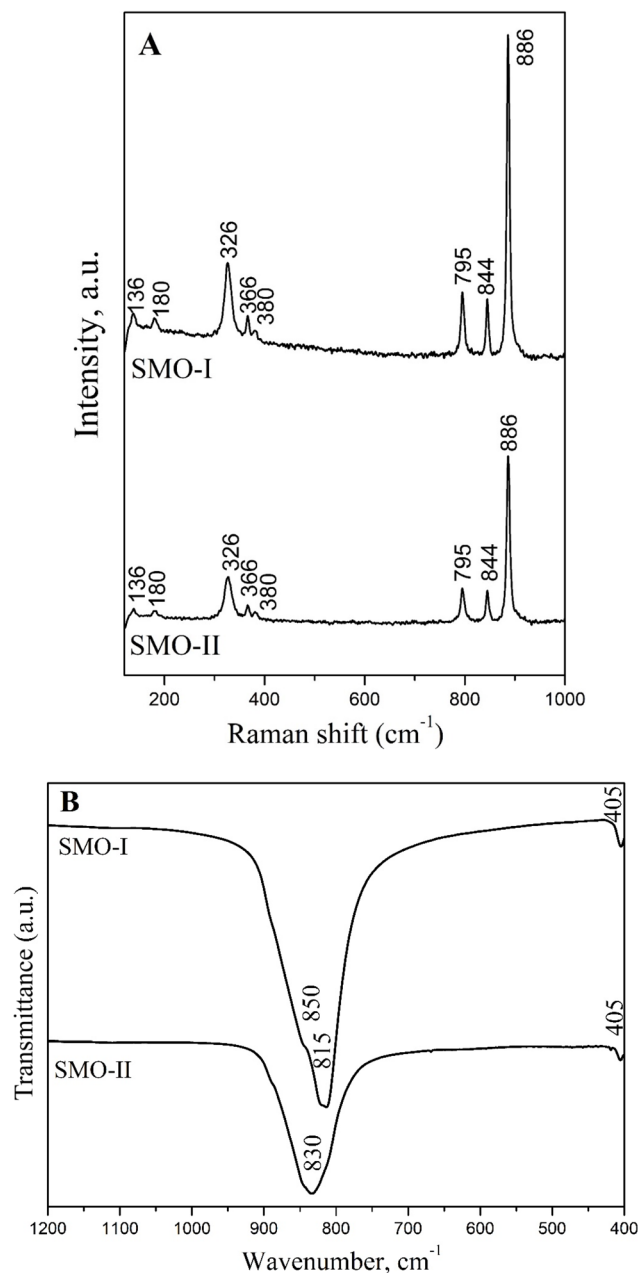 A
Intensity, a.u.
136
180
326
366
380
795
844
886
SMO-I
136
180
326
366
380
795
844
886
SMO-II
200 400 600 800 1000
Raman shift (cm⁻¹)
B
SMO-I
850
815
405
SMO-II
830
405
Transmittance (a.u.)
1200 1100 1000 900 800 700 600 500 400
Wavenumber, cm⁻¹